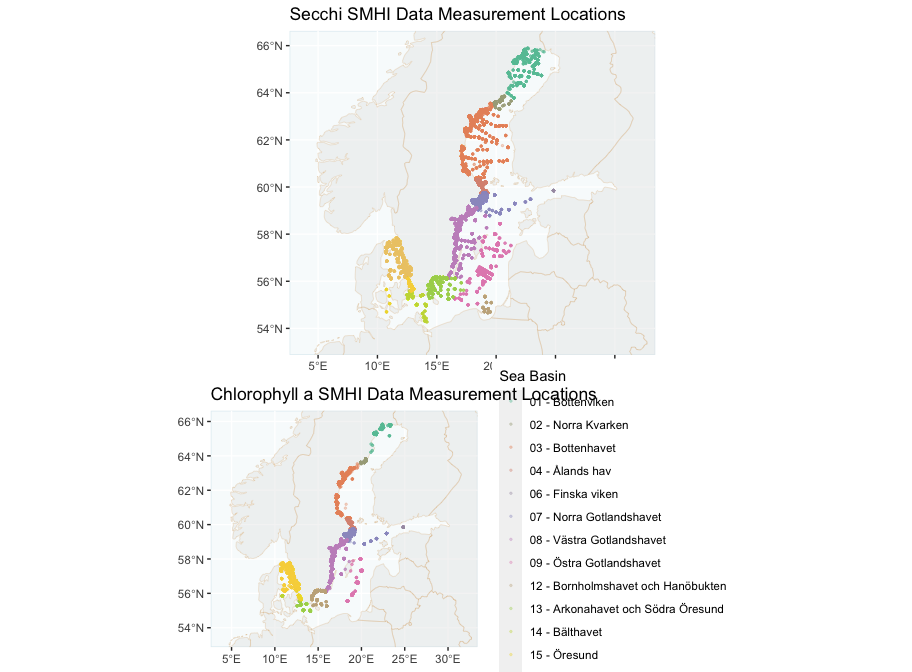 Secchi SMHI Data Measurement Locations
66°N
64°N
62°N
60°N
58°N
56°N
54°N
5°E 10°E 15°E 20
Sea Basin
Chlorophyll a SMHI Data Measurement Locations
66°N
64°N
62°N
60°N
58°N
56°N
54°N
5°E 10°E 15°E 20°E 25°E 30°E
01 - Bottenviken
02 - Norra Kvarken
03 - Bottenhavet
04 - Ålands hav
06 - Finska viken
07 - Norra Gotlandshavet
08 - Västra Gotlandshavet
09 - Östra Gotlandshavet
12 - Bornholmshavet och Hanöbukten
13 - Arkonahavet och Södra Öresund
14 - Bälthavet
15 - Öresund